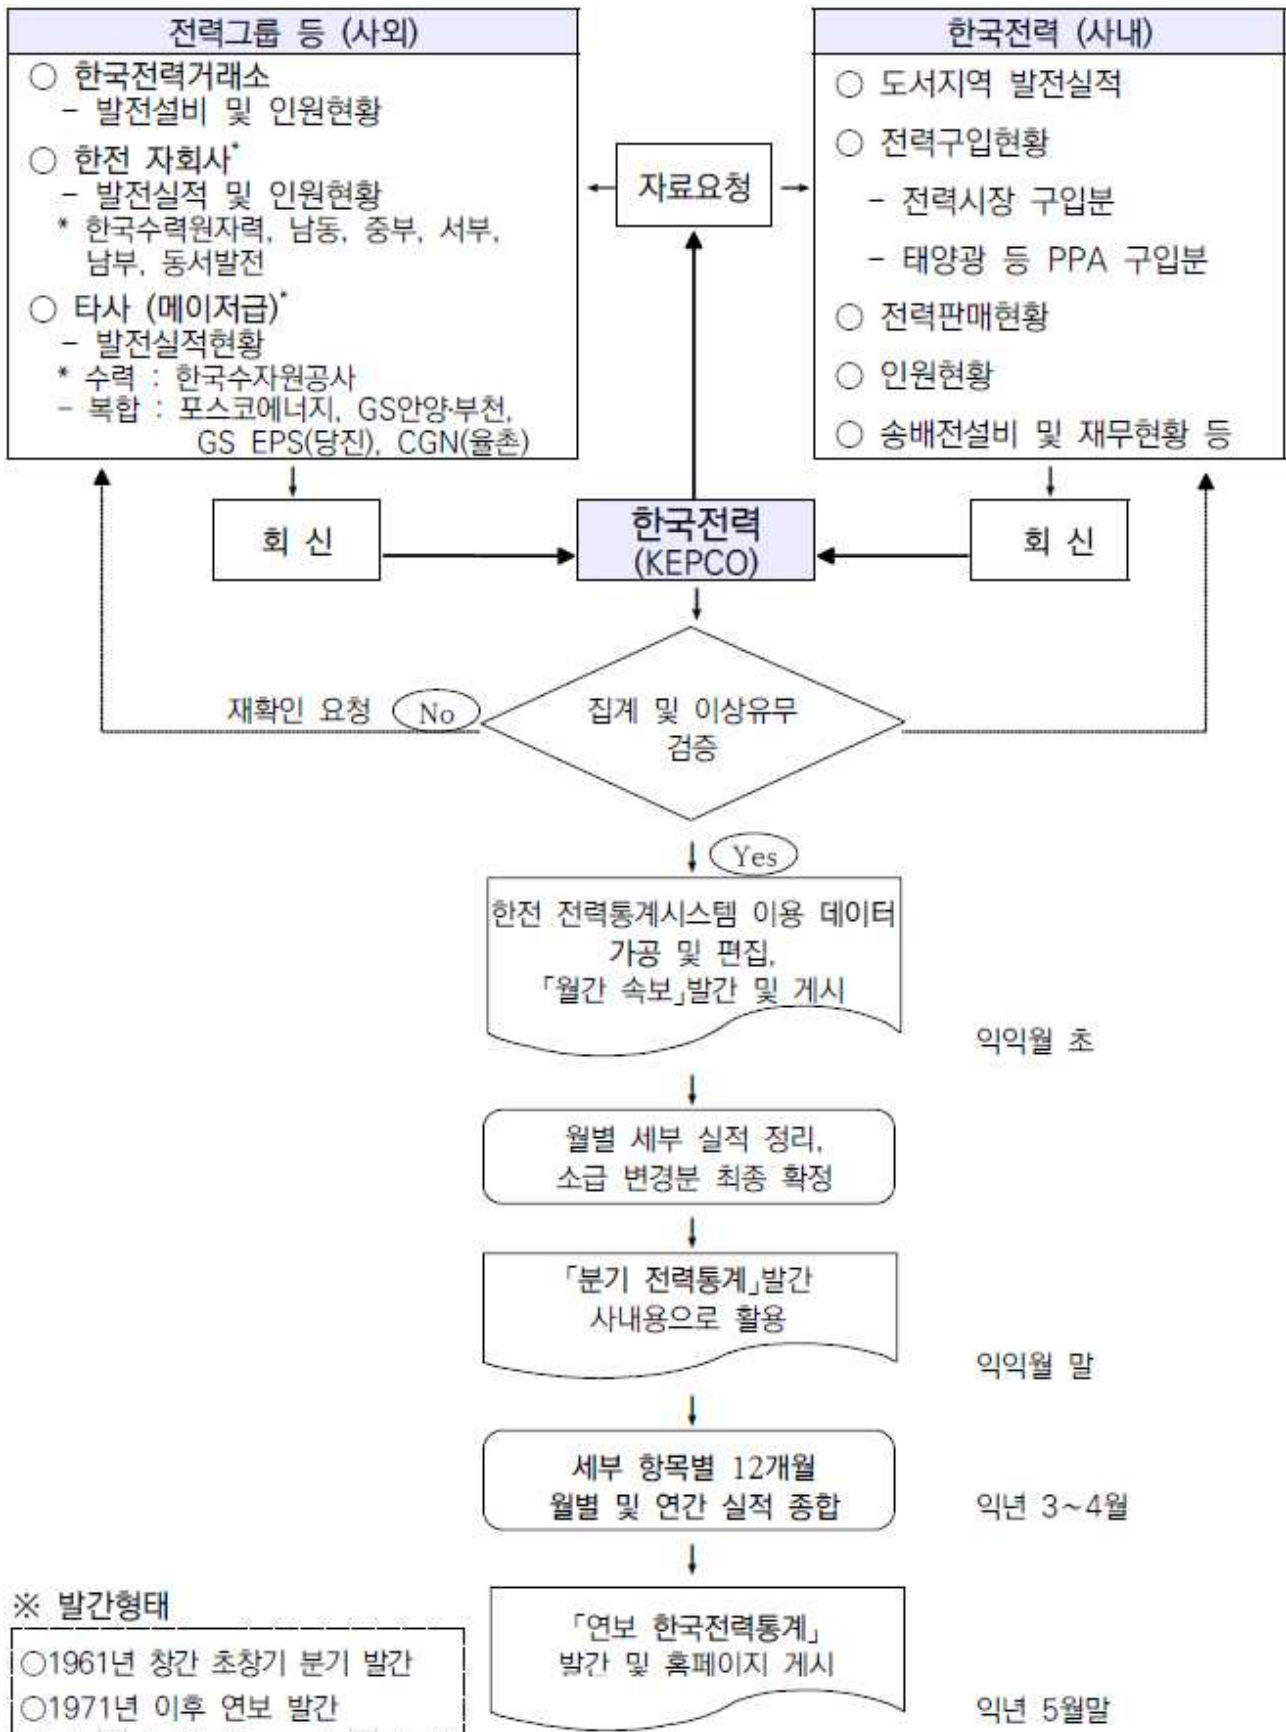 전력그룹 등 (사외)
○ 한국전력거래소
- 발전설비 및 인원현황
○ 한전 자회사*
- 발전실적 및 인원현황
* 한국수력원자력, 남동, 중부, 서부,
남부, 동서발전
○ 타사 (메이저급)*
- 발전실적현황
* 수력 : 한국수자원공사
- 복합 : 포스코에너지, GS안양·부천,
GS EPS(당진), CGN(율촌)
자료요청
한국전력 (사내)
○ 도서지역 발전실적
○ 전력구입현황
- 전력시장 구입분
- 태양광 등 PPA 구입분
○ 전력판매현황
○ 인원현황
○ 송배전설비 및 재무현황 등
회 신
한국전력
(KEPCO)
회 신
재확인 요청 No
집계 및 이상유무
검증
Yes
한전 전력통계시스템 이용 데이터
가공 및 편집,
「월간 속보」발간 및 게시
익익월 초
월별 세부 실적 정리,
소급 변경분 최종 확정
「분기 전력통계」발간
사내용으로 활용
익익월 말
세부 항목별 12개월
월별 및 연간 실적 종합
익년 3~4월
「연보 한국전력통계」
발간 및 홈페이지 게시
익년 5월말
※ 발간형태
○1961년 창간 초창기 분기 발간
○1971년 이후 연보 발간